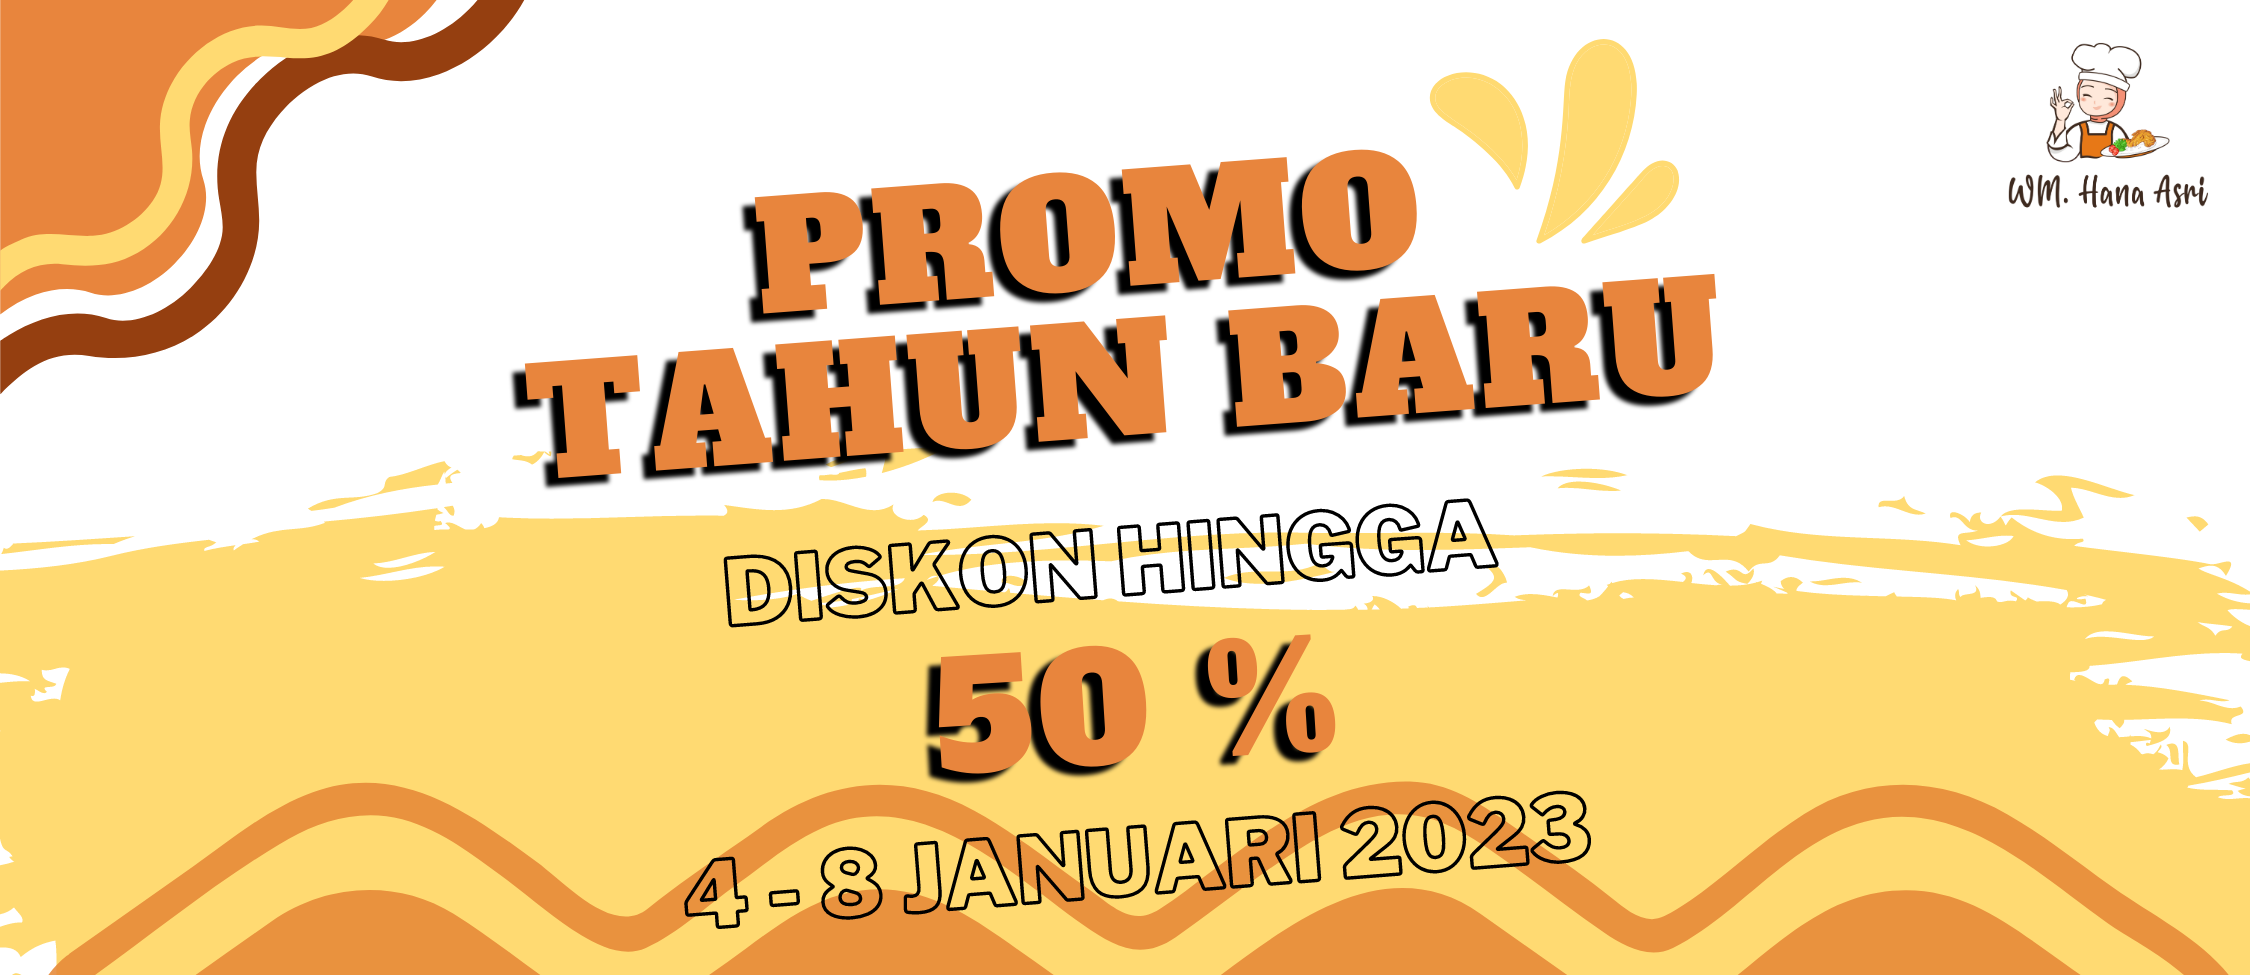 WM. Hana Asri
PROMO
TAHUN BARU
DISKON HINGGA
50 %
4 - 8 JANUARI 2023